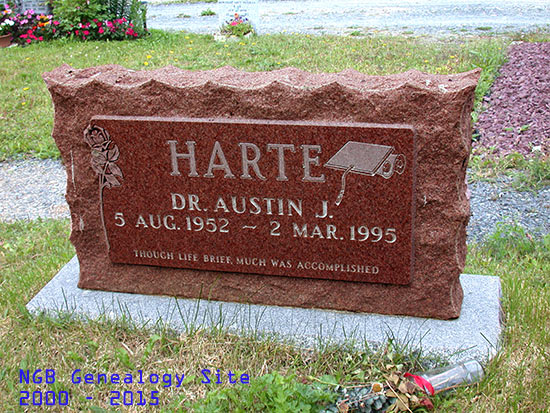 HARTE
DR. AUSTIN J.
5 AUG. 1952 ~ 2 MAR. 1995
THOUGH LIFE BRIEF, MUCH WAS ACCOMPLISHED
NGB Genealogy Site
2000 - 2015